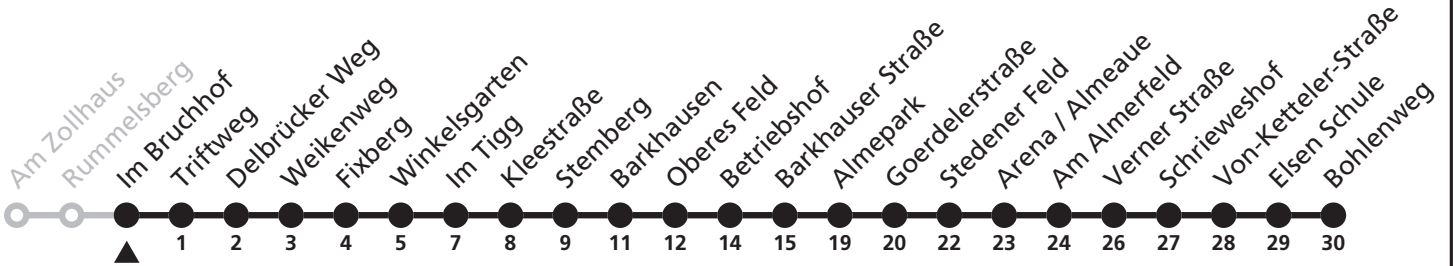 Am Zollhaus
Rummelsberg
Im Bruchhof
Triftweg
Delbrücker Weg
Weikenweg
Fixberg
Winkelsgarten
Im Tigg
Kleestraße
Stemberg
Barkhausen
Oberes Feld
Betriebshof
Barkhauser Straße
Almepark
Goerdelerstraße
Stedener Feld
Arena / Almeaue
Am Almerfeld
Verner Straße
Schrieweshof
Von-Ketteler-Straße
Elsen Schule
Bohlenweg
1 2 3 4 5 7 8 9 11 12 14 15 19 20 22 23 24 26 27 28 29 30